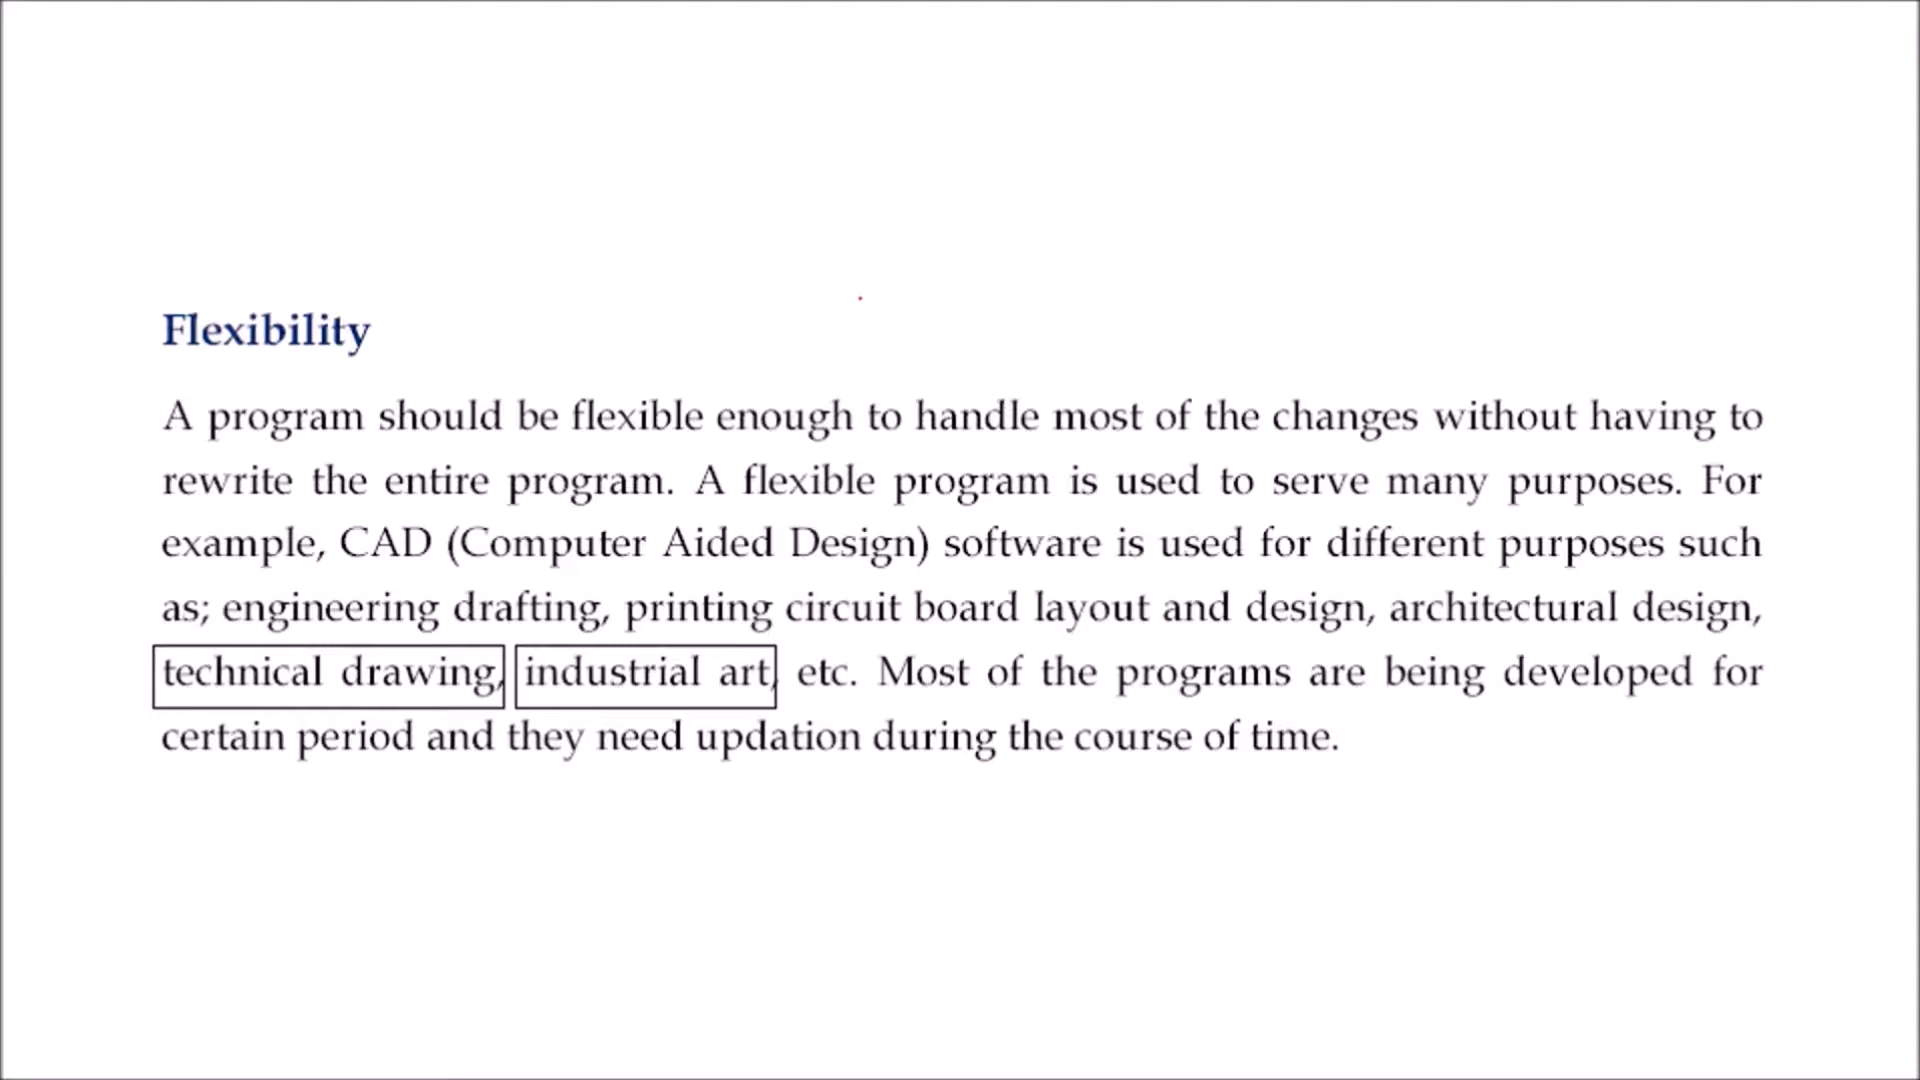 Flexibility
A program should be flexible enough to handle most of the changes without having to
rewrite the entire program. A flexible program is used to serve many purposes. For
example, CAD (Computer Aided Design) software is used for different purposes such
as; engineering drafting, printing circuit board layout and design, architectural design,
technical drawing, industrial art, etc. Most of the programs are being developed for
certain period and they need updation during the course of time.